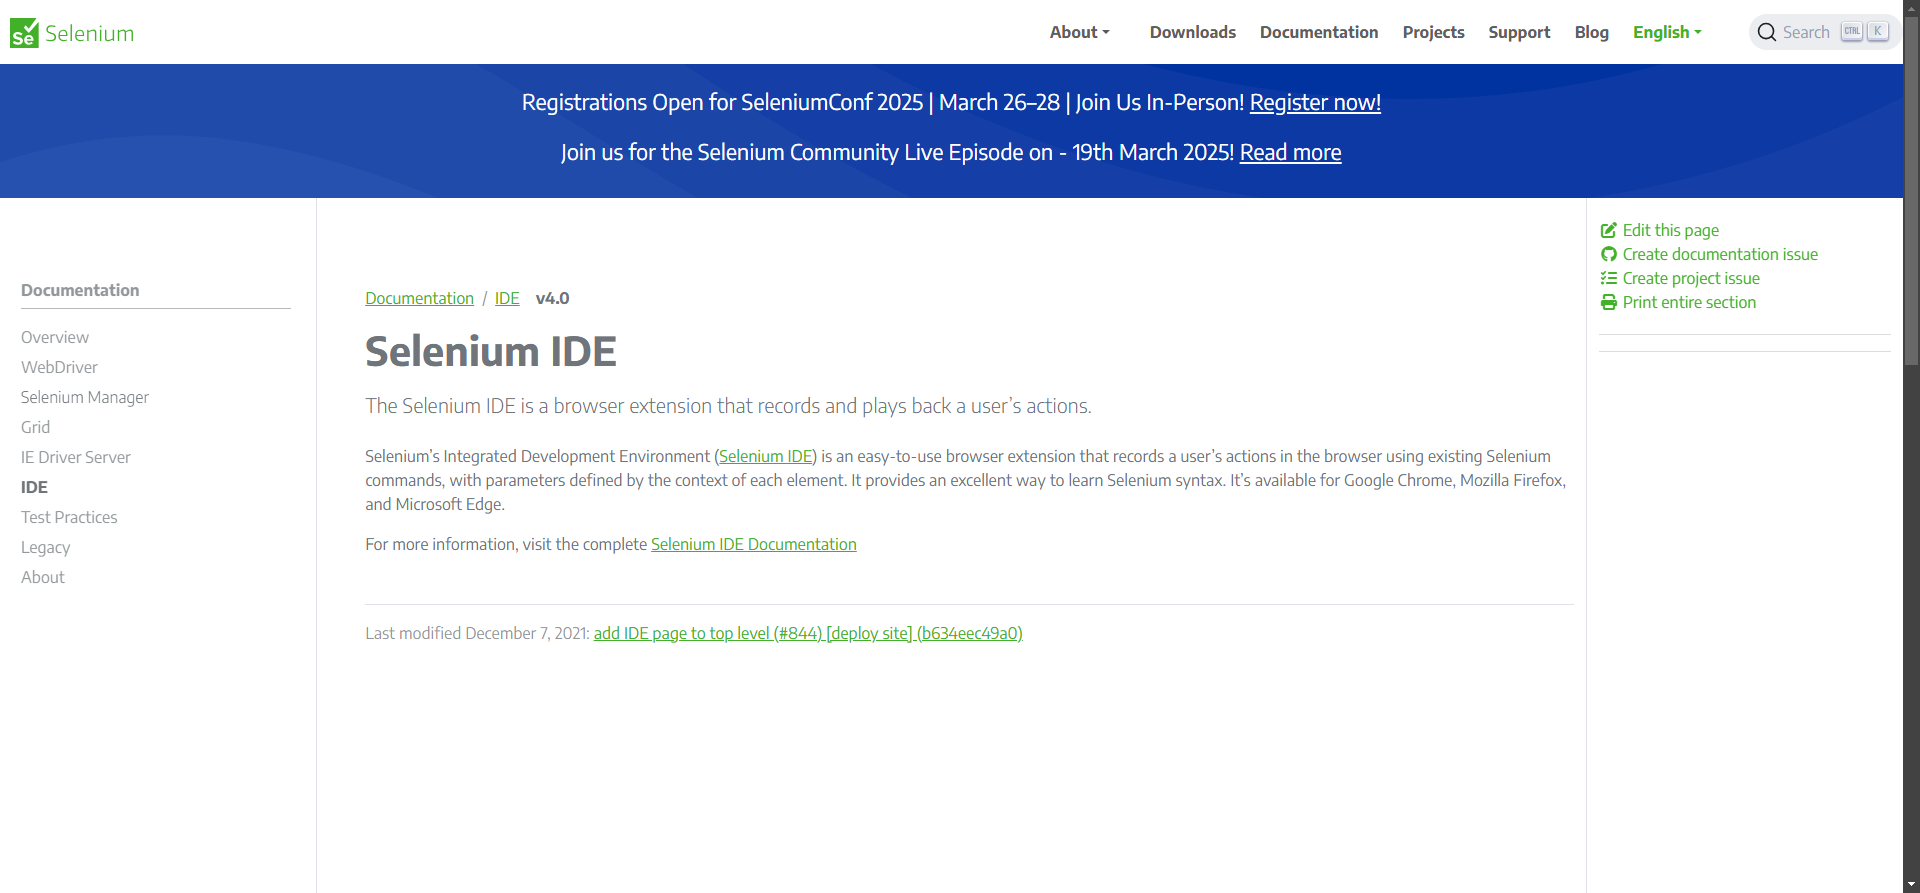 Se Selenium
About
Downloads
Documentation
Projects
Support
Blog
English
Search
CTRL K
Registrations Open for SeleniumConf 2025 | March 26–28 | Join Us In-Person! Register now!
Join us for the Selenium Community Live Episode on - 19th March 2025! Read more
Documentation
Overview
WebDriver
Selenium Manager
Grid
IE Driver Server
IDE
Test Practices
Legacy
About
Documentation / IDE v4.0
Selenium IDE
The Selenium IDE is a browser extension that records and plays back a user’s actions.
Selenium’s Integrated Development Environment (Selenium IDE) is an easy-to-use browser extension that records a user’s actions in the browser using existing Selenium
commands, with parameters defined by the context of each element. It provides an excellent way to learn Selenium syntax. It’s available for Google Chrome, Mozilla Firefox,
and Microsoft Edge.
For more information, visit the complete Selenium IDE Documentation
Last modified December 7, 2021: add IDE page to top level (#844) [deploy site] (b634eec49a0)
Edit this page
Create documentation issue
Create project issue
Print entire section